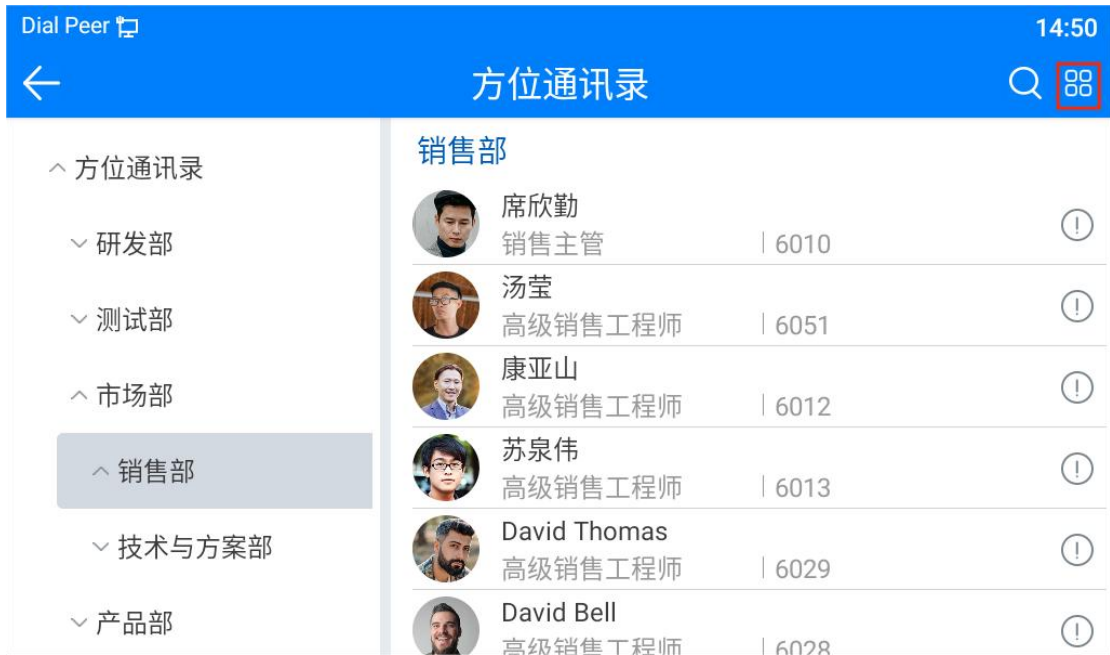 Dial Peer
14:50
方位通讯录
方位通讯录
研发部
测试部
市场部
销售部
技术与方案部
产品部
销售部
席欣勤
销售主管 | 6010
汤莹
高级销售工程师 | 6051
康亚山
高级销售工程师 | 6012
苏泉伟
高级销售工程师 | 6013
David Thomas
高级销售工程师 | 6029
David Bell
高级销售工程师 | 6028